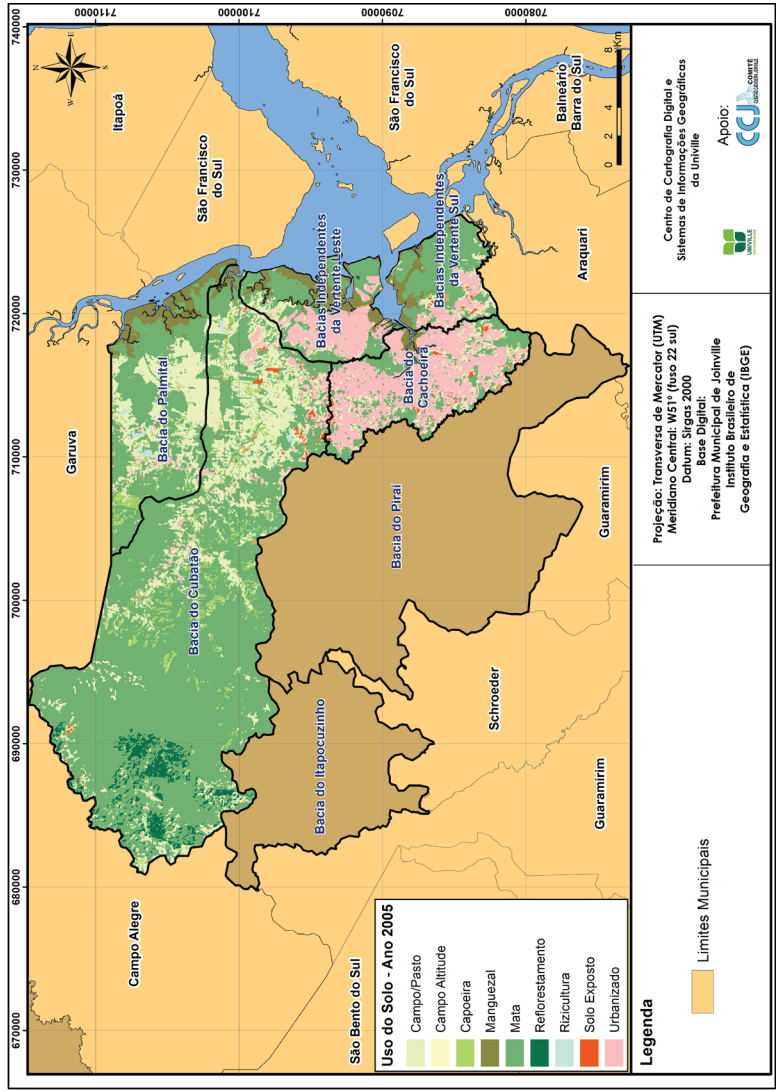 740000
730000
720000
710000
700000
690000
680000
670000
7110000
7100000
7090000
7080000
N
E
S
W
Itapoá
São Francisco
do Sul
São Francisco
do Sul
Balneário
Barra do Sul
Garuva
Bacia do Palmital
Bacias Independentes
da Vertente Leste
Bacias Independentes
da Vertente Sul
Araquari
Bacia do
Cachoeira
Bacia do Cubatão
Bacia do Piraí
Guaramirim
Bacia do Itapocuzinho
Schroeder
Guaramirim
Campo Alegre
São Bento do Sul
0 2 4 8
Km
Uso do Solo - Ano 2005
Campo/Pasto
Campo Altitude
Capoeira
Manguezal
Mata
Reflorestamento
Rizicultura
Solo Exposto
Urbanizado
Legenda
Limites Municipais
Projeção: Transversa de Mercator (UTM)
Meridiano Central: W51° (fuso 22 sul)
Datum: Sirgas 2000
Base Digital:
Prefeitura Municipal de Joinville
Instituto Brasileiro de
Geografia e Estatística (IBGE)
Centro de Cartografia Digital e
Sistemas de Informações Geográficas
da Univille
Apoio:
UNIVILLE
CCJ
COMITÊ